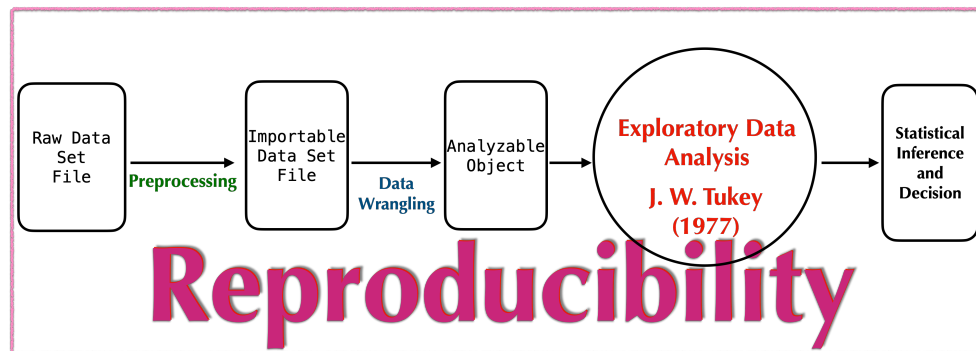 Raw Data
Set
File
Preprocessing
Importable
Data Set
File
Data
Wrangling
Analyzable
Object
Exploratory Data
Analysis
J. W. Tukey
(1977)
Statistical
Inference
and
Decision
Reproducibility